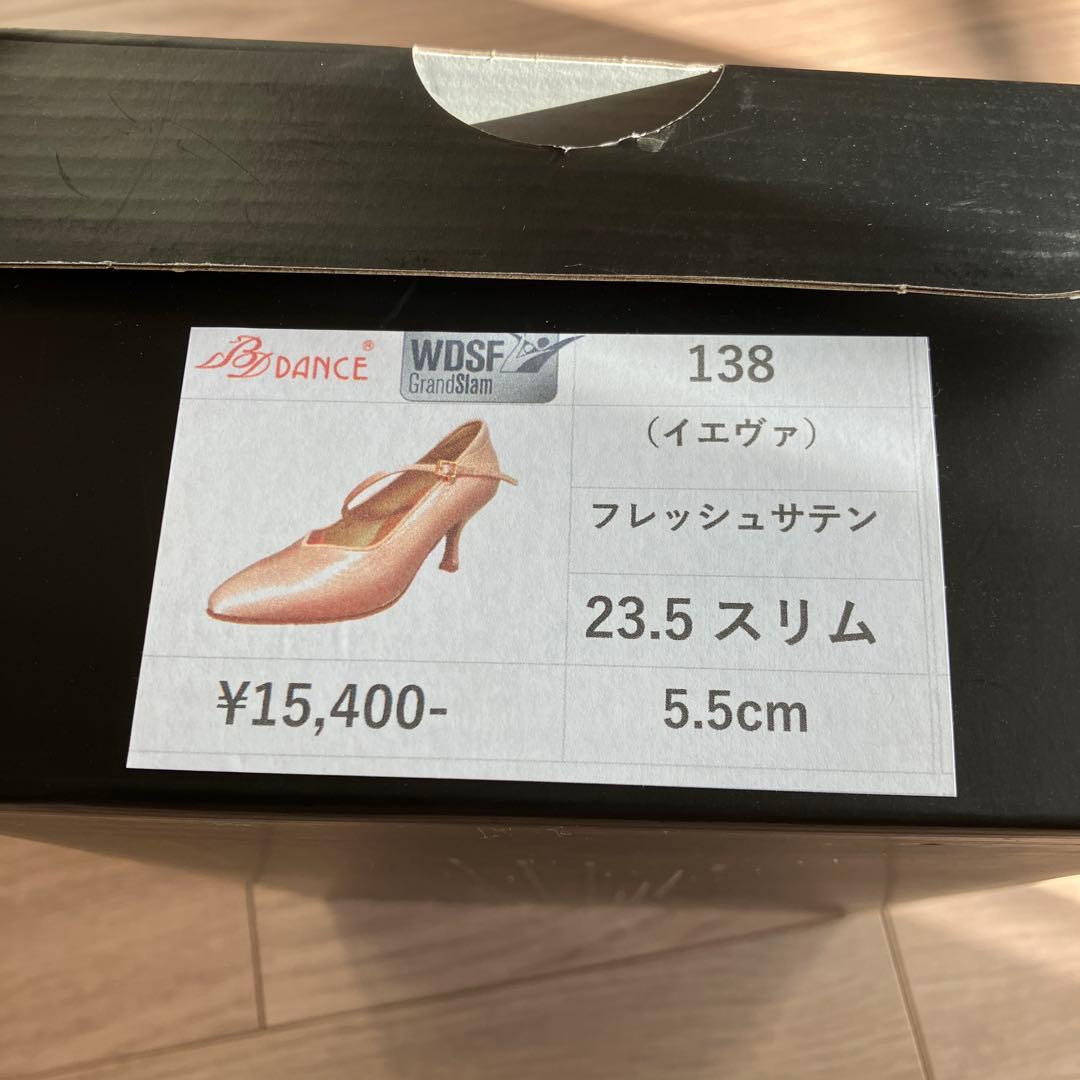 BD DANCE®
WDSF
GrandSlam
138
（イエヴァ）
フレッシュサテン
23.5 スリム
¥15,400-
5.5cm